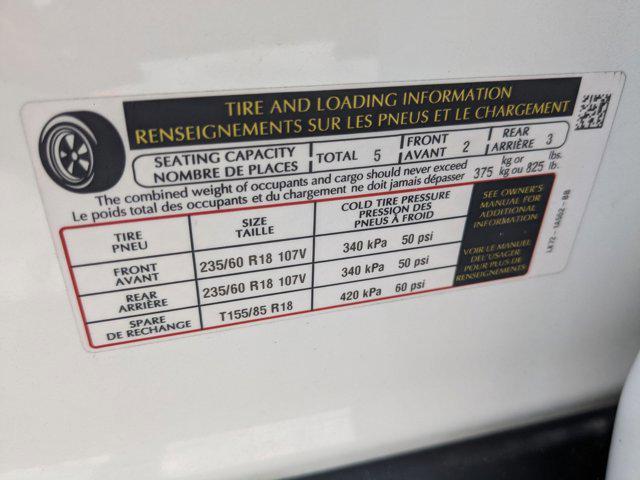 TIRE AND LOADING INFORMATION
RENSEIGNEMENTS SUR LES PNEUS ET LE CHARGEMENT
SEATING CAPACITY
NOMBRE DE PLACES
TOTAL 5
FRONT
AVANT 2
REAR
ARRIÈRE 3
The combined weight of occupants and cargo should never exceed 375 kg or 825 lbs.
Le poids total des occupants et du chargement ne doit jamais dépasser 375 kg ou 825 lb.
TIRE
PNEU
SIZE
TAILLE
COLD TIRE PRESSURE
PRESSION DES
PNEUS À FROID
FRONT
AVANT
235/60 R18 107V
340 kPa 50 psi
REAR
ARRIÈRE
235/60 R18 107V
340 kPa 50 psi
SPARE
DE RECHANGE
T155/85 R18
420 kPa 60 psi
SEE OWNER'S
MANUAL FOR
ADDITIONAL
INFORMATION
VOIR LE MANUEL
DEL'USAGER
POUR PLUS DE
RENSEIGNEMENTS